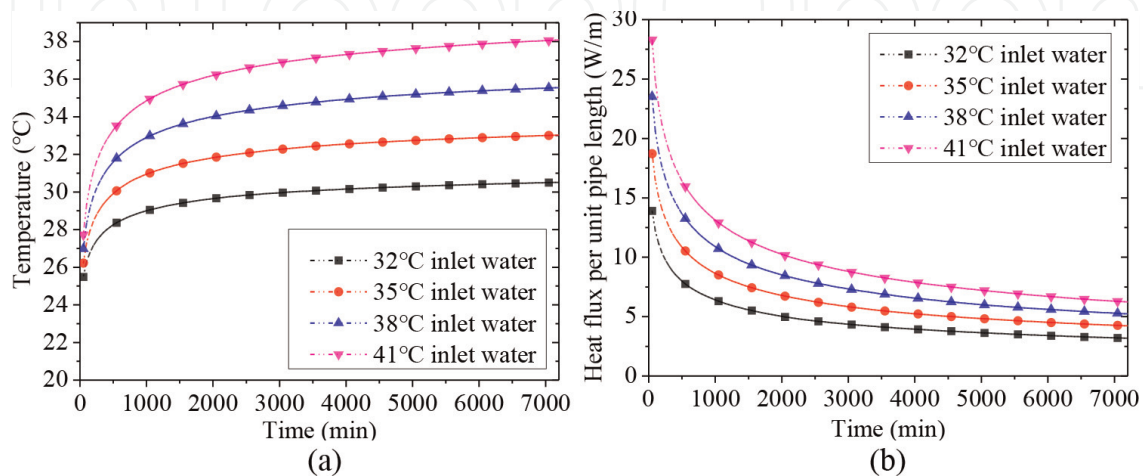 38
36
34
32
30
28
26
24
22
20
Temperature (℃)
32℃ inlet water
35℃ inlet water
38℃ inlet water
41℃ inlet water
0 1000 2000 3000 4000 5000 6000 7000
Time (min)
(a)
30
25
20
15
10
5
0
Heat flux per unit pipe length (W/m)
32℃ inlet water
35℃ inlet water
38℃ inlet water
41℃ inlet water
0 1000 2000 3000 4000 5000 6000 7000
Time (min)
(b)